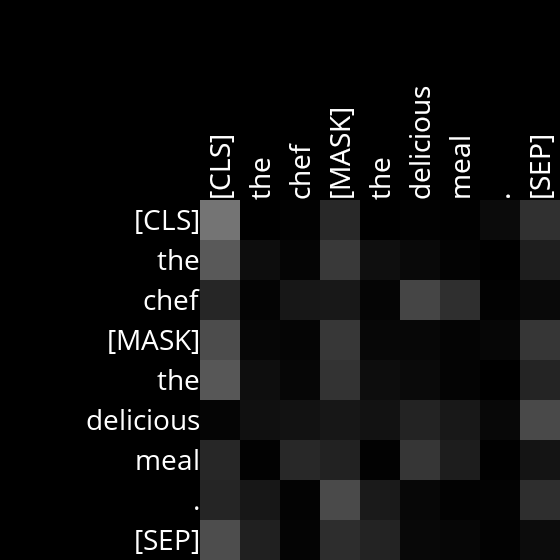 [CLS] the chef [MASK] the delicious meal . [SEP]
[CLS]
the
chef
[MASK]
the
delicious
meal
.
[SEP]